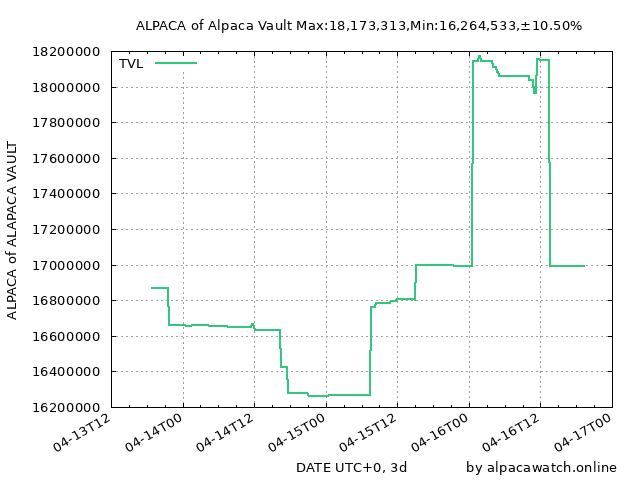 ALPACA of Alpaca Vault Max:18,173,313,Min:16,264,533,±10.50%
TVL
18200000
18000000
17800000
17600000
17400000
17200000
17000000
16800000
16600000
16400000
16200000
ALPACA of ALAPACA VAULT
04-13T12
04-14T00
04-14T12
04-15T00
04-15T12
04-16T00
04-16T12
04-17T00
DATE UTC+0, 3d
by alpacawatch.online